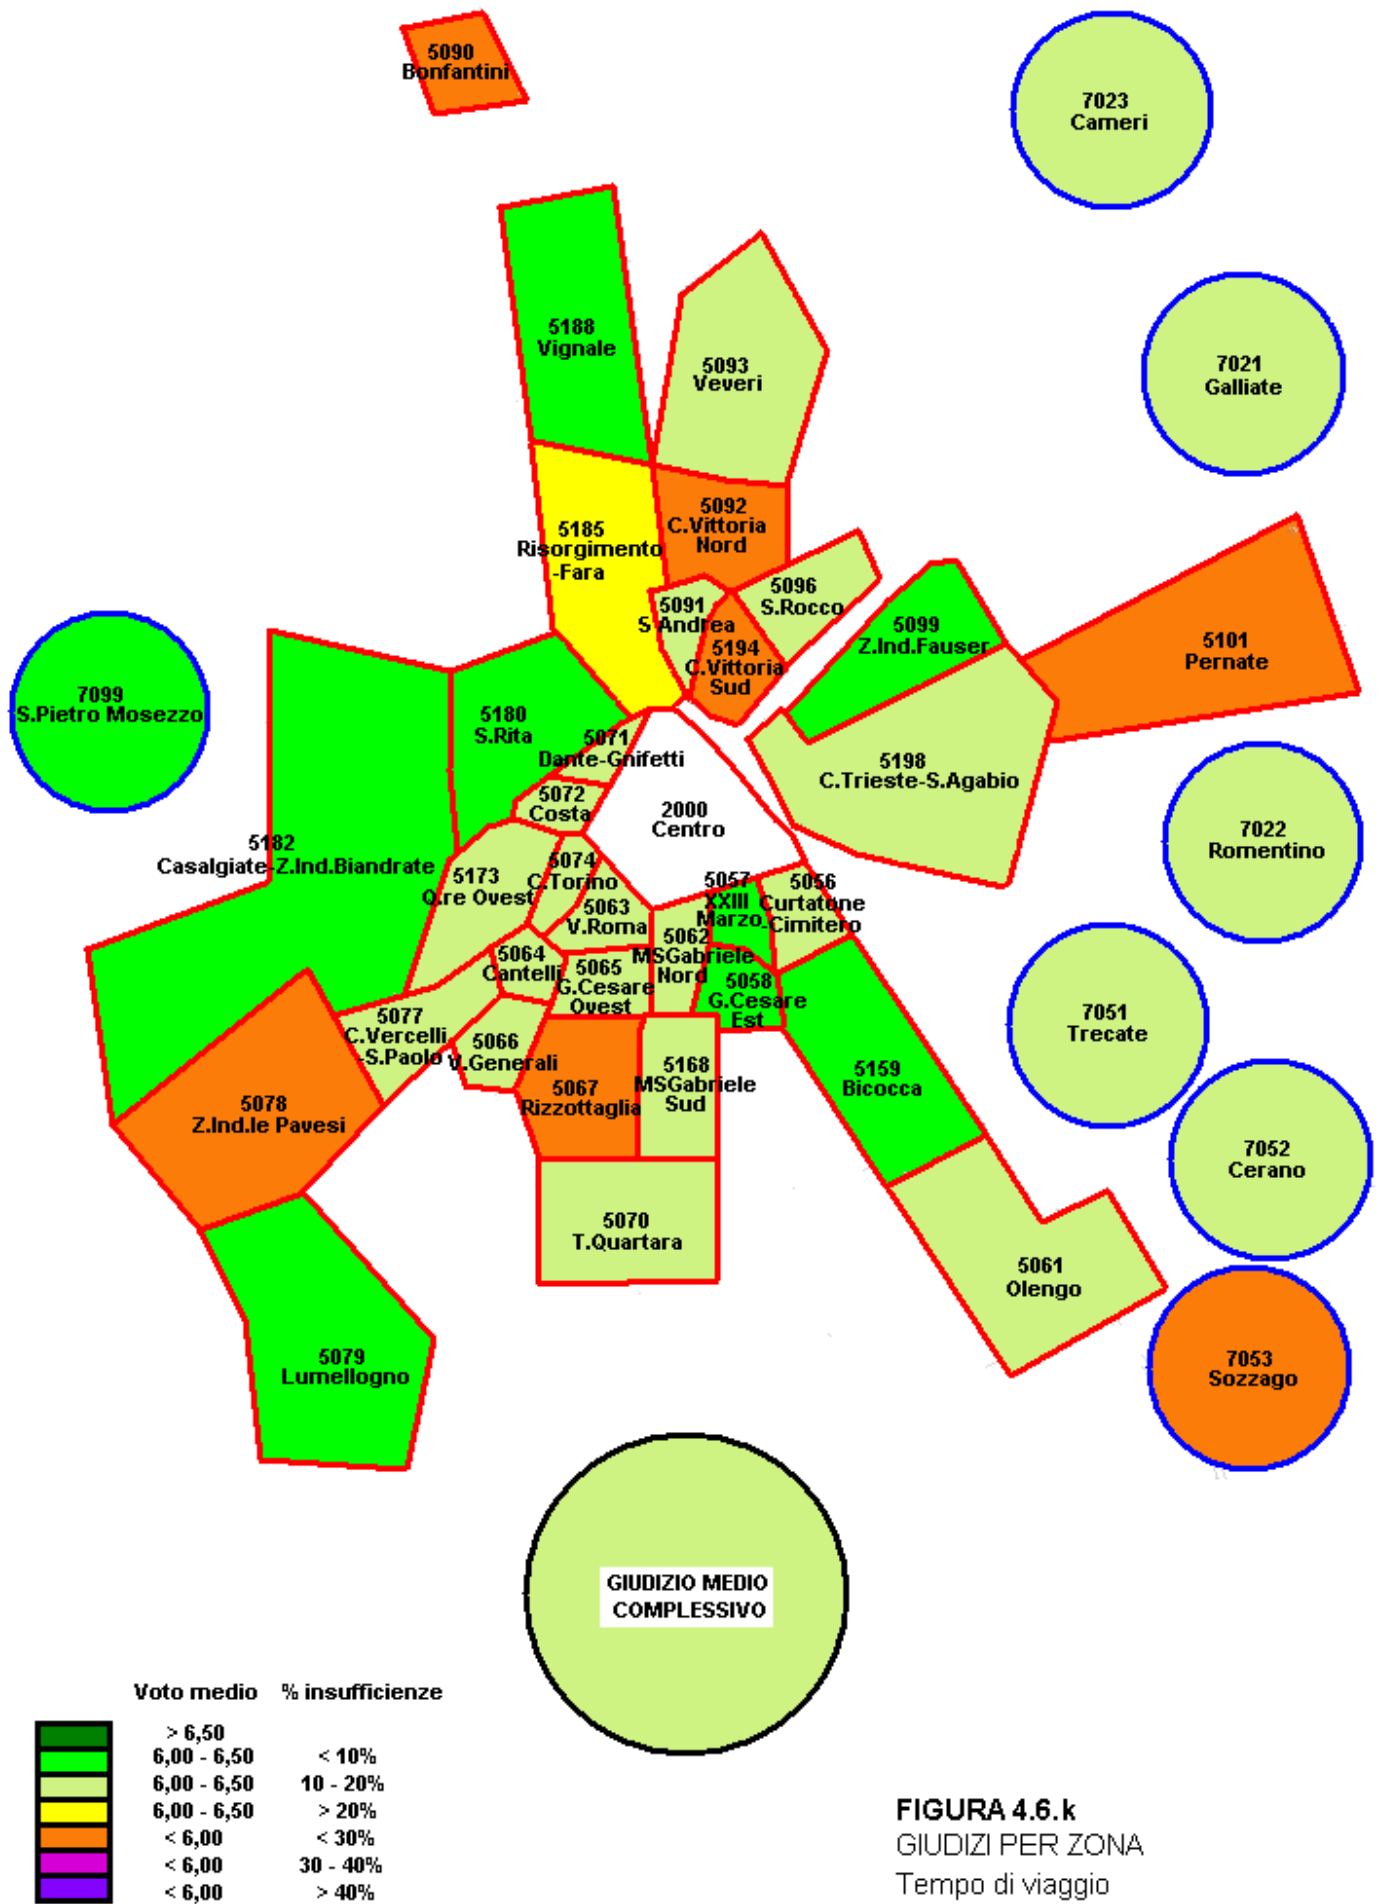 5090
Bonfantini
7023
Cameri
5188
Vignale
5093
Veveri
7021
Galliate
5092
C.Vittoria
Nord
5185
Risorgimento
-Fara
5096
S.Rocco
5091
S.Andrea
5099
Z.Ind.Fauser
5101
Pernate
5194
C.Vittoria
Sud
7099
S.Pietro Mosezzo
5180
S.Rita
5071
Dante-Gnifetti
5198
C.Trieste-S.Agabio
5072
Costa
2000
Centro
7022
Romentino
5182
Casalgiate-Z.Ind.Biandrate
5173
Q.re Ovest
5074
C.Torino
5063
V.Roma
5057
XXIII
Marzo
5056
Curtatone
-Cimitero
5062
MSGabriele
Nord
5064
Cantelli
5065
G.Cesare
Ovest
5058
G.Cesare
Est
7051
Trecate
5077
C.Vercelli
-S.Paolo
5066
V.Generali
5067
Rizzottaglia
5168
MSGabriele
Sud
5159
Bicocca
5078
Z.Ind.le Pavesi
7052
Cerano
5070
T.Quartara
5061
Olengo
5079
Lumellogno
7053
Sozzago
GIUDIZIO MEDIO
COMPLESSIVO
Voto medio % insufficienze
> 6,50
6,00 - 6,50 < 10%
6,00 - 6,50 10 - 20%
6,00 - 6,50 > 20%
< 6,00 < 30%
< 6,00 30 - 40%
< 6,00 > 40%
FIGURA 4.6.k
GIUDIZI PER ZONA
Tempo di viaggio